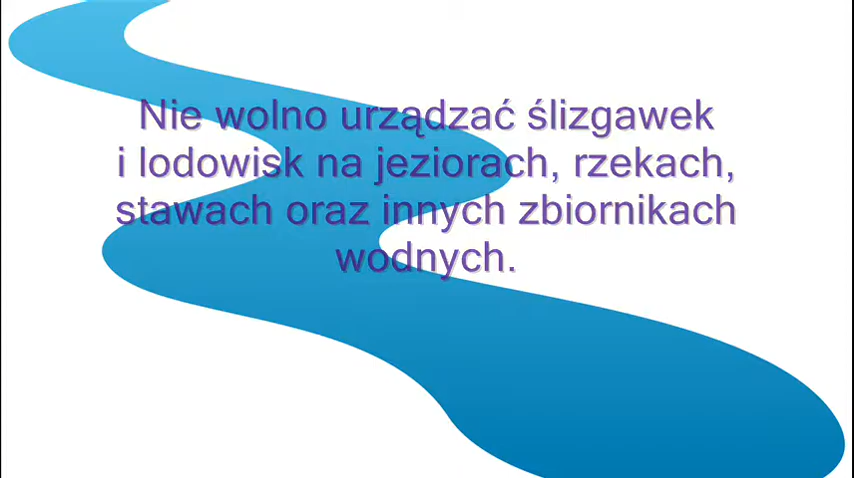 Nie wolno urządzać ślizgawek
i lodowisk na jeziorach, rzekach,
stawach oraz innych zbiornikach
wodnych.